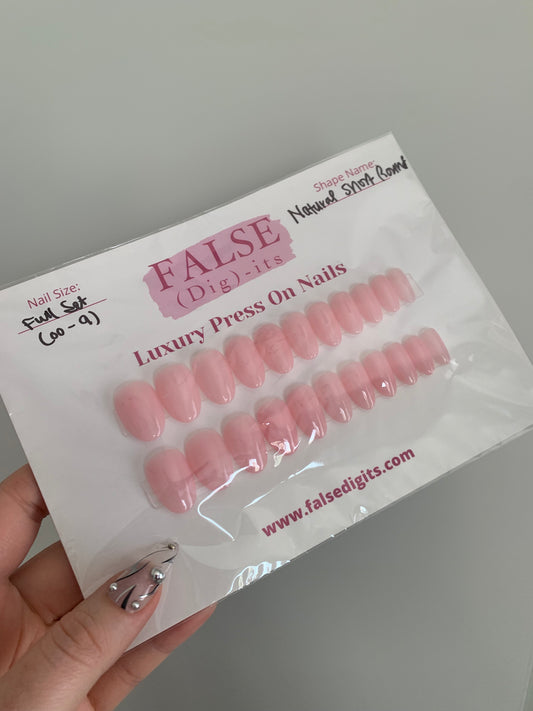 Nail Size:
Full Set
(00-9)
FALSE
(Dig)-its
Shape Name:
Natural Short Round
Luxury Press On Nails
www.falsedigits.com